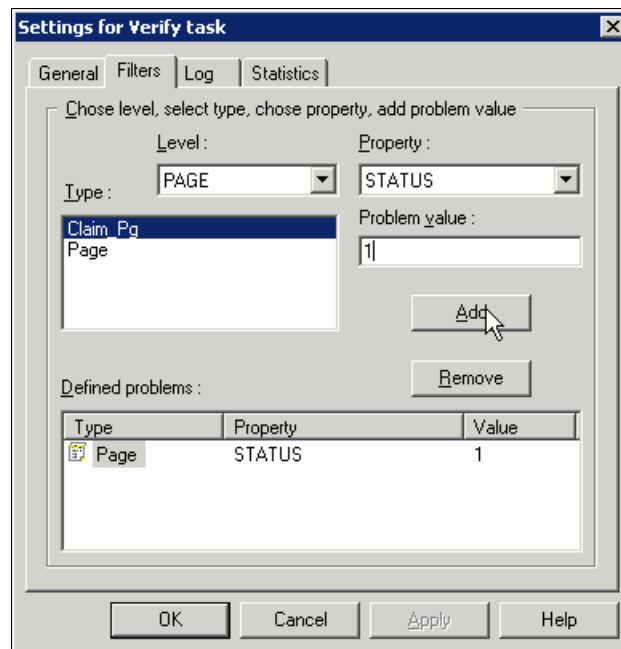 Settings for Verify task
General Filters Log Statistics
Chose level, select type, chose property, add problem value
Level : Property :
PAGE STATUS
Type :
Problem value :
Claim_Pg
Page
1
Add
Remove
Defined problems :
Type Property Value
Page STATUS 1
OK Cancel Apply Help